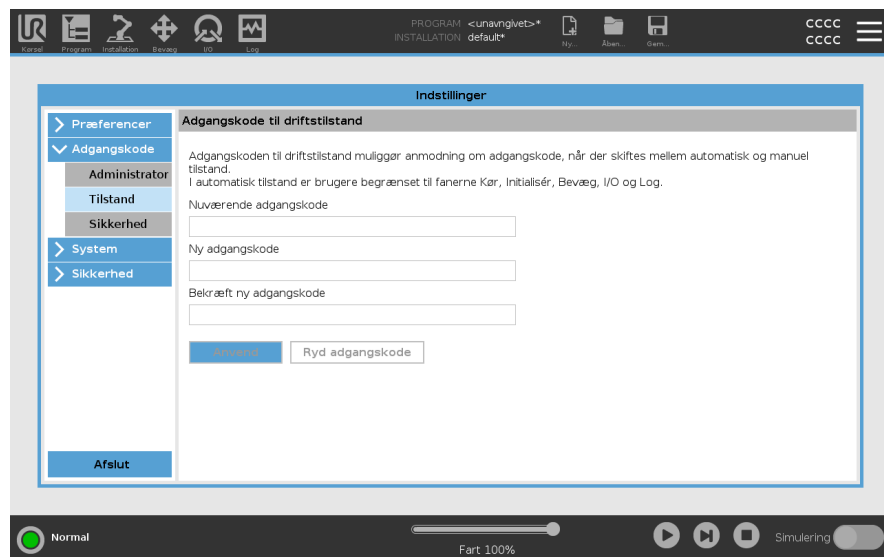 PROGRAM <unavngivet>*
INSTALLATION default*
cccc
cccc
Kørsel Program Installation Bevæg I/O Log Ny... Åben... Gem...
Indstillinger
Præferencer
Adgangskode
Administrator
Tilstand
Sikkerhed
System
Sikkerhed
Afslut
Adgangskode til driftstilstand
Adgangskoden til driftstilstand muliggør anmodning om adgangskode, når der skiftes mellem automatisk og manuel
tilstand.
I automatisk tilstand er brugere begrænset til fanerne Kør, Initialisér, Bevæg, I/O og Log.
Nuværende adgangskode
Ny adgangskode
Bekræft ny adgangskode
Anvend Ryd adgangskode
Normal
Fart 100%
Simulering